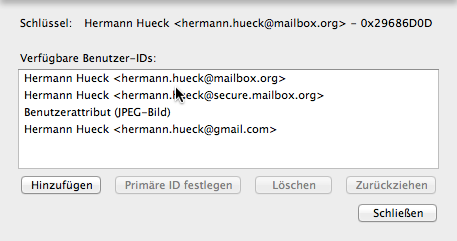 Schlüssel: Hermann Hueck <hermann.hueck@mailbox.org> - 0x29686D0D
Verfügbare Benutzer-IDs:
Hermann Hueck <hermann.hueck@mailbox.org>
Hermann Hueck <hermann.hueck@secure.mailbox.org>
Benutzerattribut (JPEG-Bild)
Hermann Hueck <hermann.hueck@gmail.com>
Hinzufügen Primäre ID festlegen Löschen Zurückziehen
Schließen